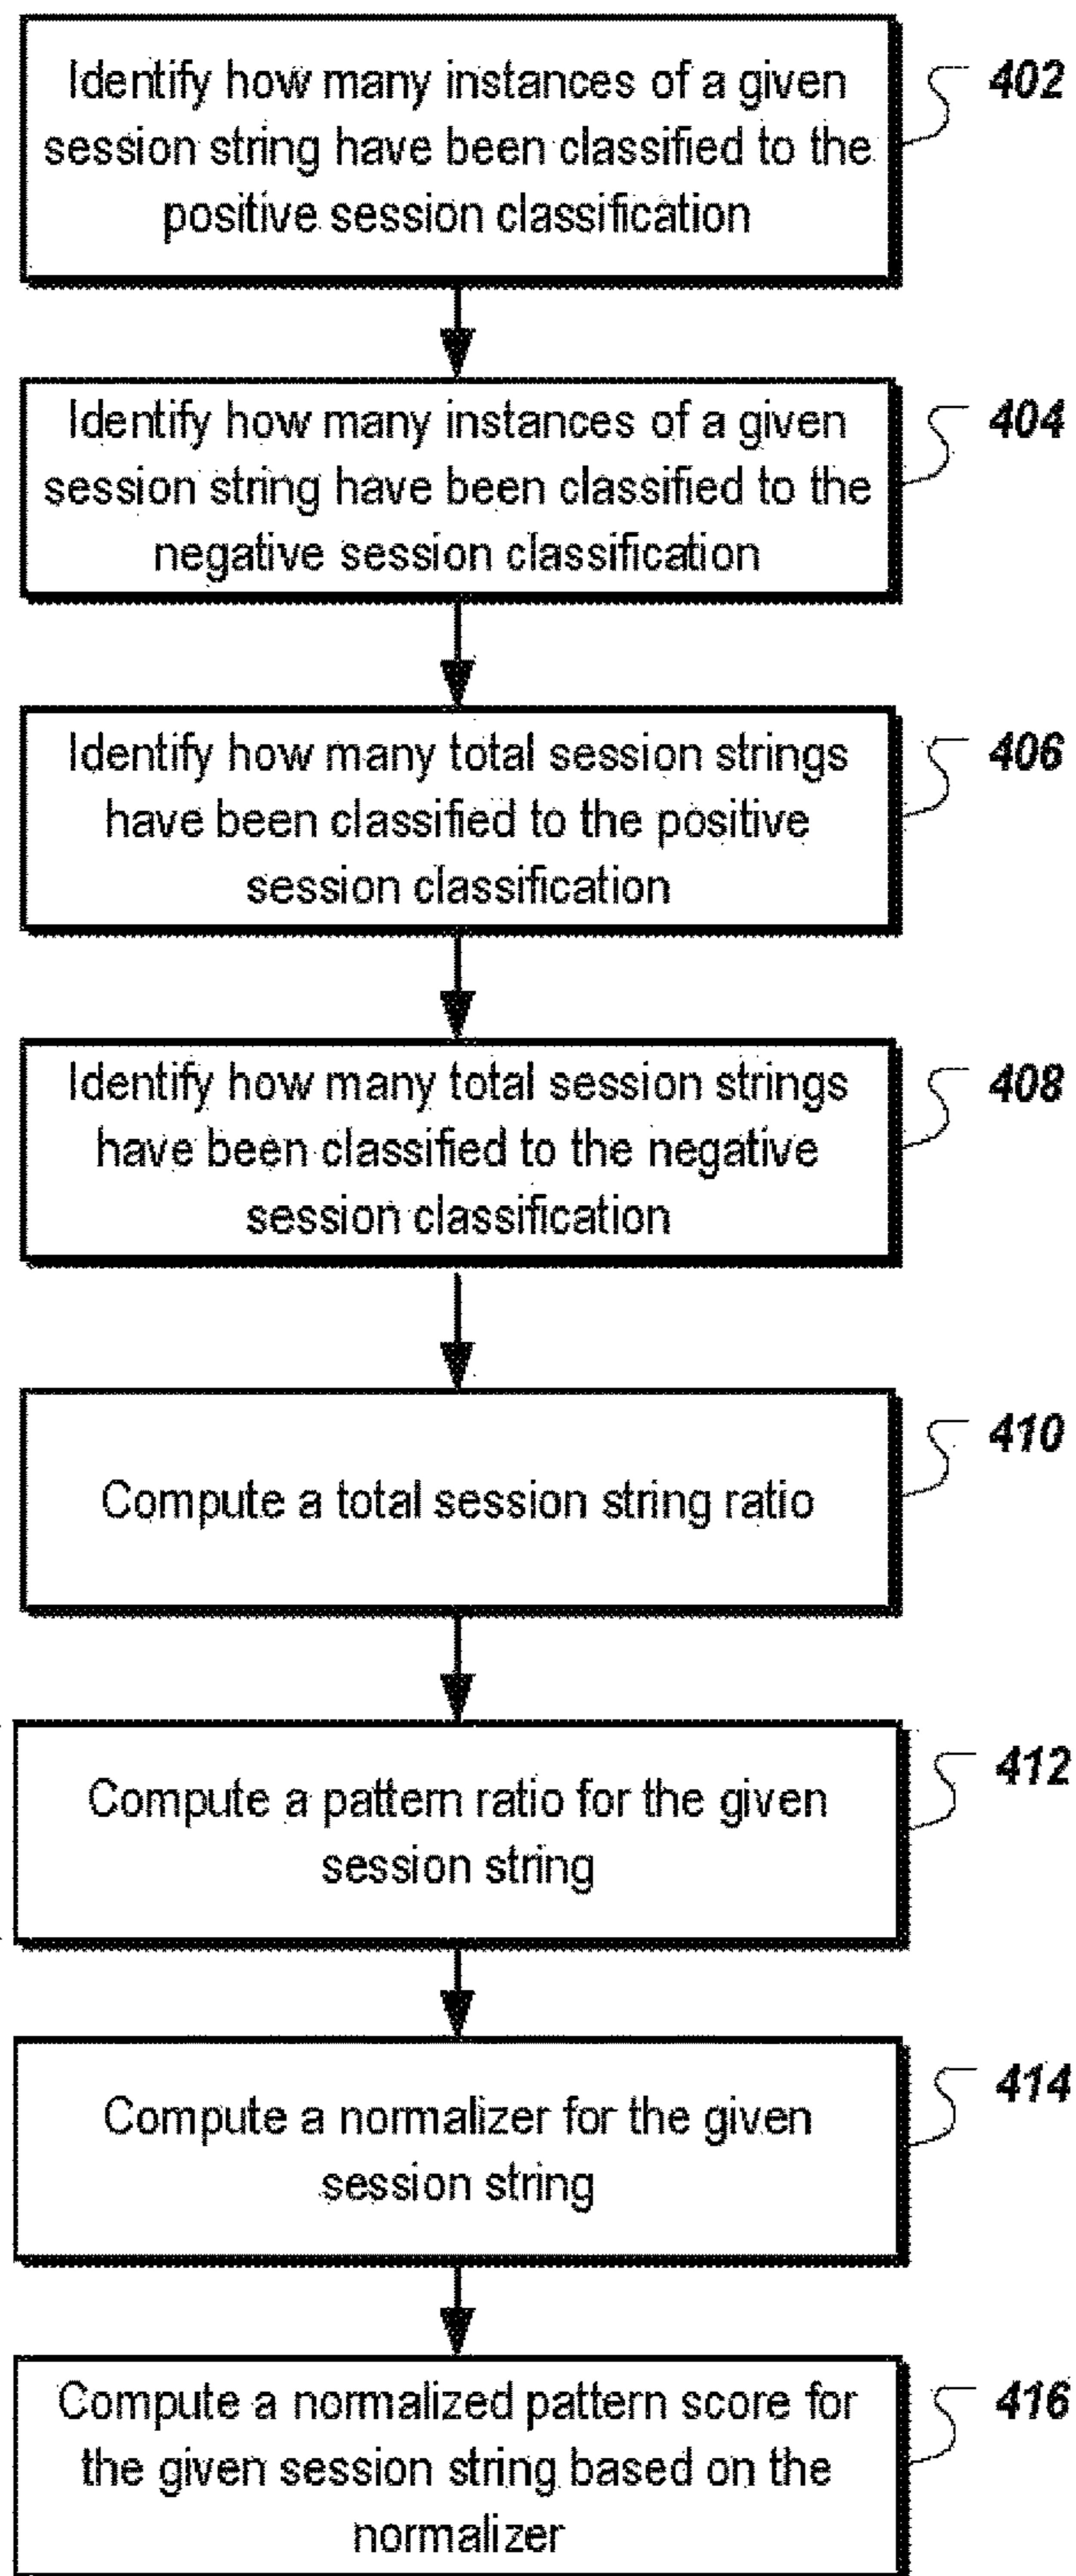 Identify how many instances of a given
session string have been classified to the
positive session classification
402
Identify how many instances of a given
session string have been classified to the
negative session classification
404
Identify how many total session strings
have been classified to the positive
session classification
406
Identify how many total session strings
have been classified to the negative
session classification
408
Compute a total session string ratio
410
Compute a pattern ratio for the given
session string
412
Compute a normalizer for the given
session string
414
Compute a normalized pattern score for
the given session string based on the
normalizer
416